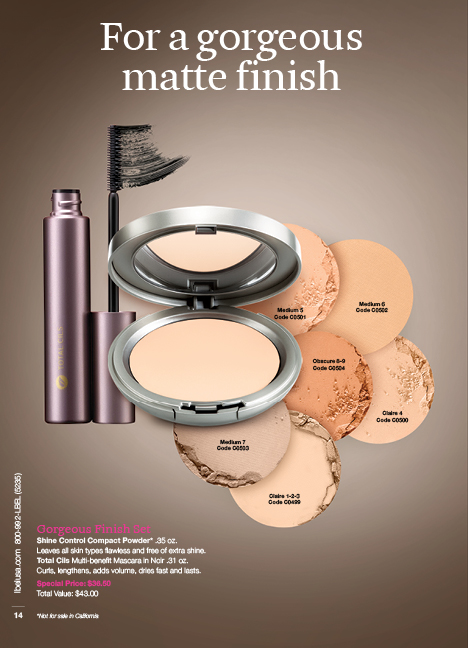 For a gorgeous
matte finish
Medium 5
Code C0501
Medium 6
Code C0502
Obscure 8-9
Code C0504
Claire 4
Code C0500
Medium 7
Code C0503
Claire 1-2-3
Code C0499
Gorgeous Finish Set
Shine Control Compact Powder* .35 oz.
Leaves all skin types flawless and free of extra shine.
Total Cils Multi-benefit Mascara in Noir .31 oz.
Curls, lengthens, adds volume, dries fast and lasts.
Special Price:
Total Value: $43.00
lbelusa.com 800-992-LBEL (5235)
14
*Not for sale in California